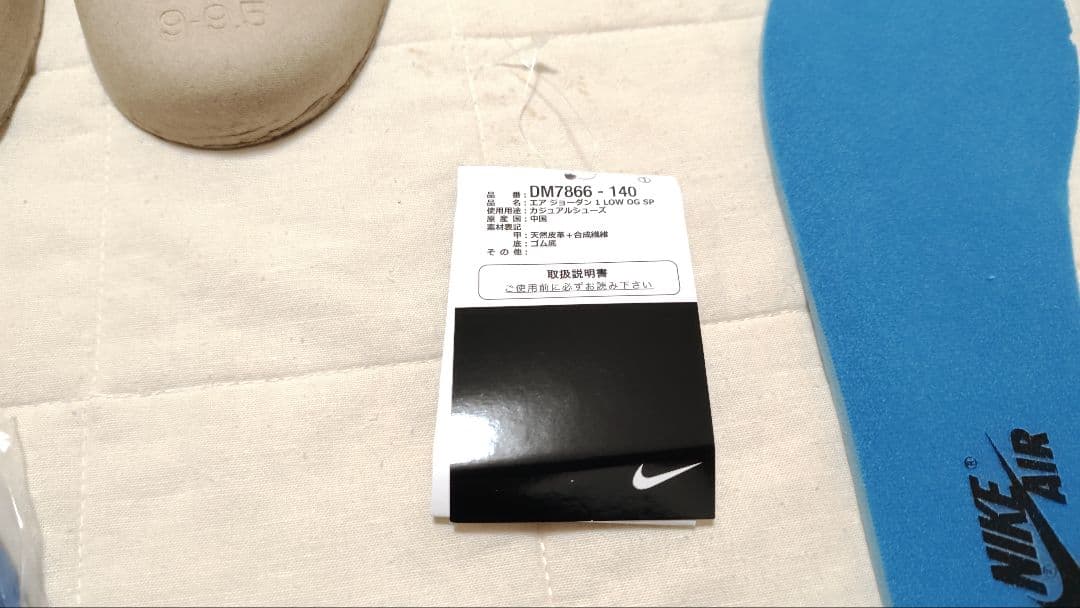 9-9.5
①
品 番：DM7866 - 140
品 名：エア ジョーダン 1 LOW OG SP
使用用途：カジュアルシューズ
原 産 国：中国
素材表記
甲：天然皮革＋合成繊維
底：ゴム底
そ の 他：
取扱説明書
ご使用前に必ずお読み下さい
NIKE ®
AIR